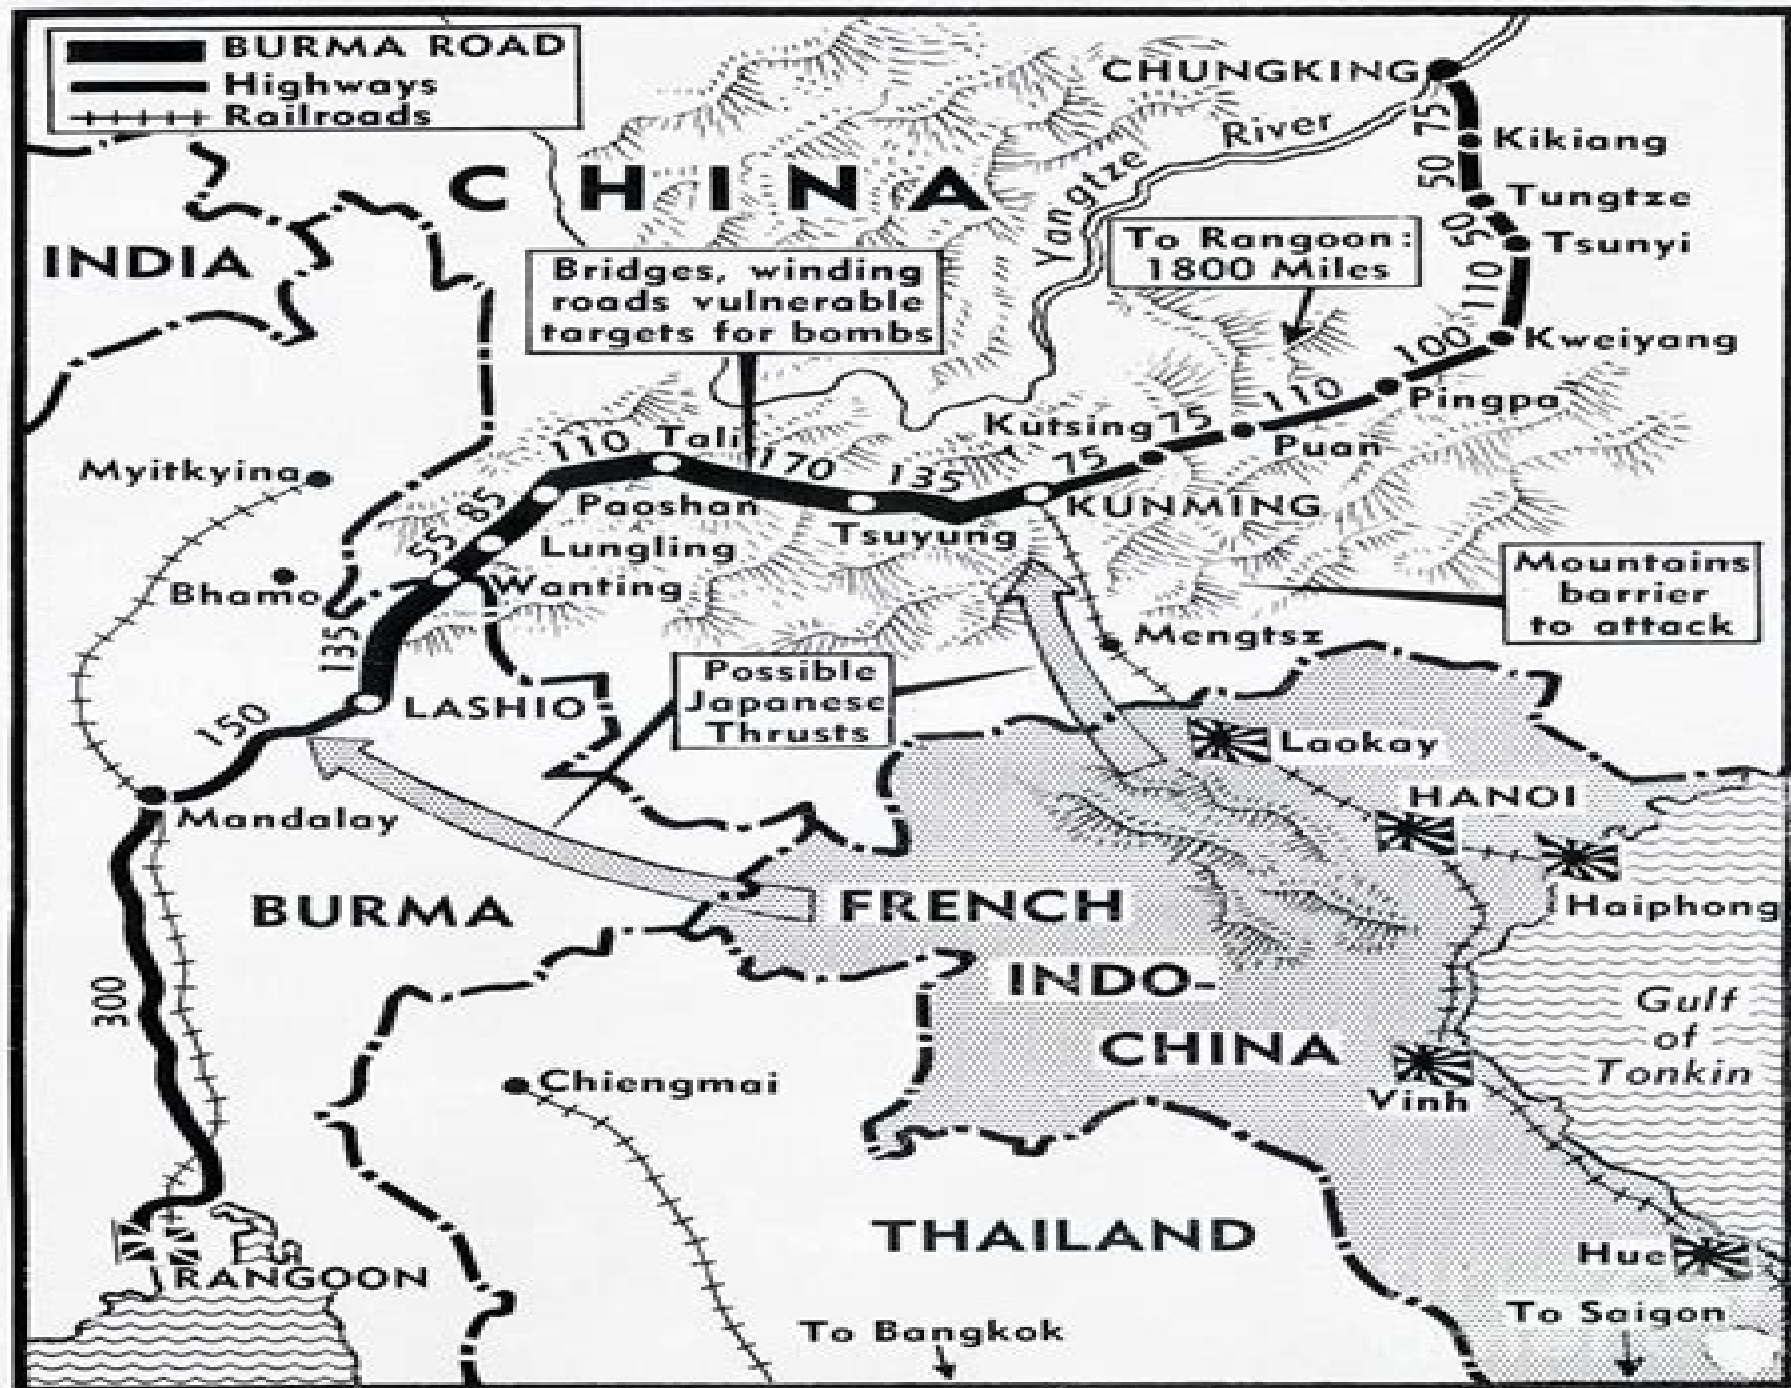 BURMA ROAD
Highways
Railroads
CHUNGKING
75
Kikiang
50
Tungtze
50
Tsunyi
110
Kweiyang
100
Pingpa
110
Puan
75
Kutsing
75
KUNMING
River
Yangtze
CHINA
INDIA
To Rangoon:
1800 Miles
Bridges, winding
roads vulnerable
targets for bombs
Tali
110
170
135
Tsuyung
Paoshan
85
Lungling
55
Wanting
Myitkyina
Bhamo
135
LASHIO
150
Mandalay
Possible
Japanese
Thrusts
Mountains
barrier
to attack
Mengtsz
Laokay
HANOI
Haiphong
BURMA
FRENCH
INDO-
CHINA
300
Gulf
of
Tonkin
Vinh
Chiengmai
THAILAND
Hue
RANGOON
To Saigon
To Bangkok